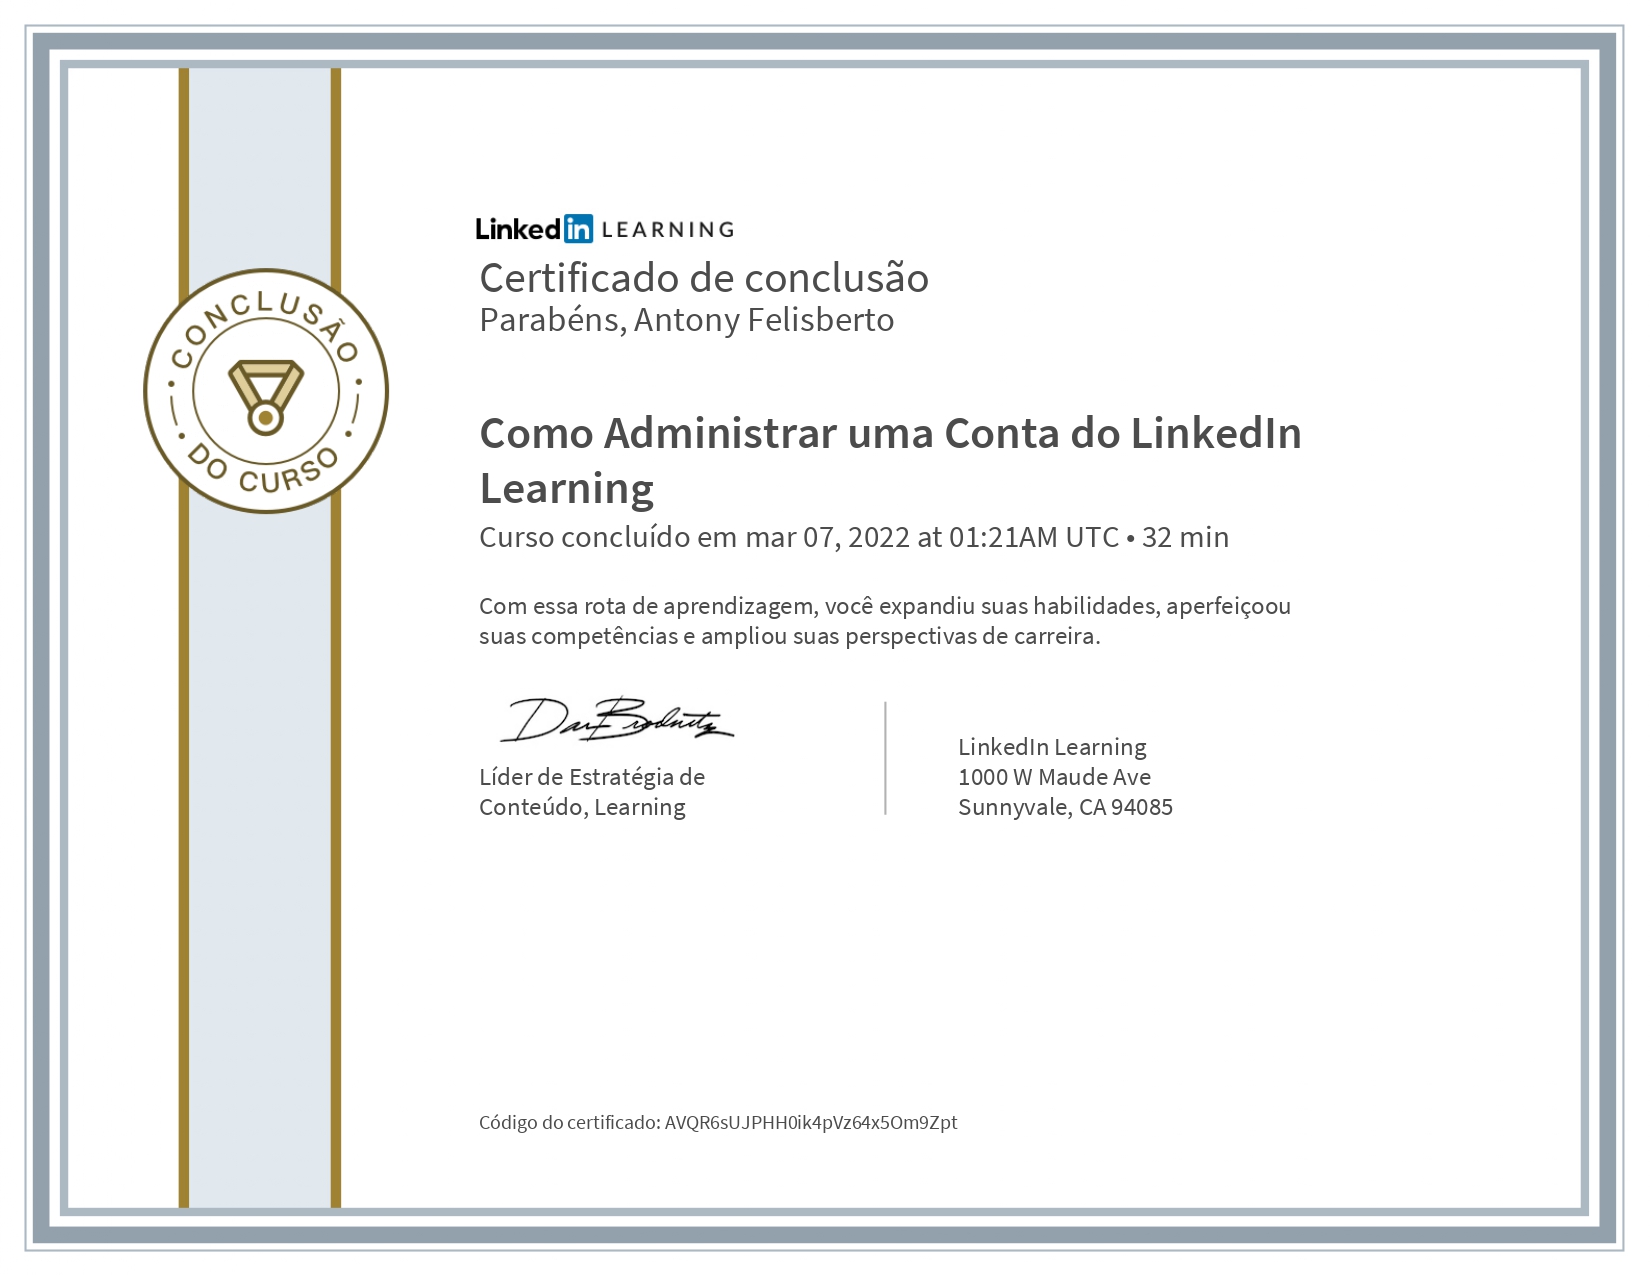 LinkedIn LEARNING
Certificado de conclusão
Parabéns, Antony Felisberto
CONCLUSÃO
DO CURSO
Como Administrar uma Conta do LinkedIn
Learning
Curso concluído em mar 07, 2022 at 01:21AM UTC • 32 min
Com essa rota de aprendizagem, você expandiu suas habilidades, aperfeiçoou
suas competências e ampliou suas perspectivas de carreira.
Dan Brodnitz
Líder de Estratégia de
Conteúdo, Learning
LinkedIn Learning
1000 W Maude Ave
Sunnyvale, CA 94085
Código do certificado: AVQR6sUJPHH0ik4pVz64x5Om9Zpt